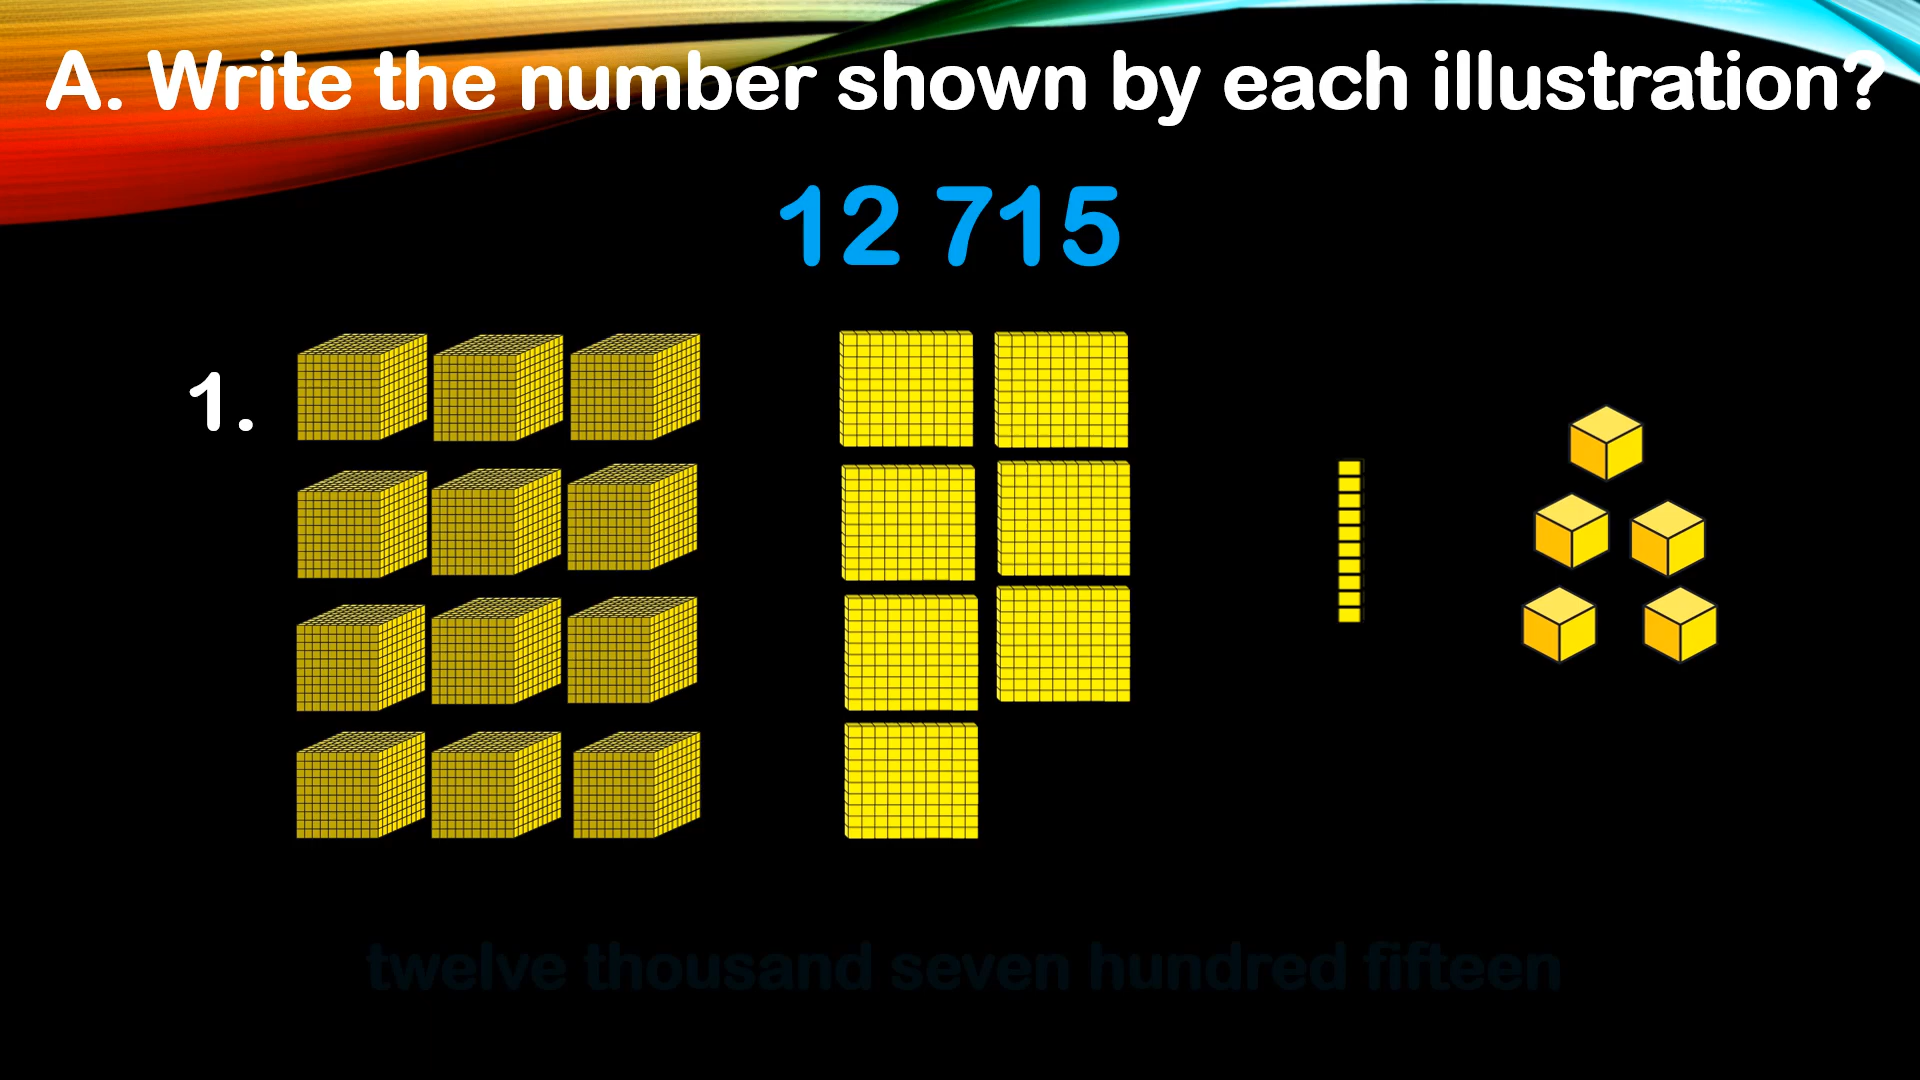 A. Write the number shown by each illustration?
12 715
1.
twelve thousand seven hundred fifteen